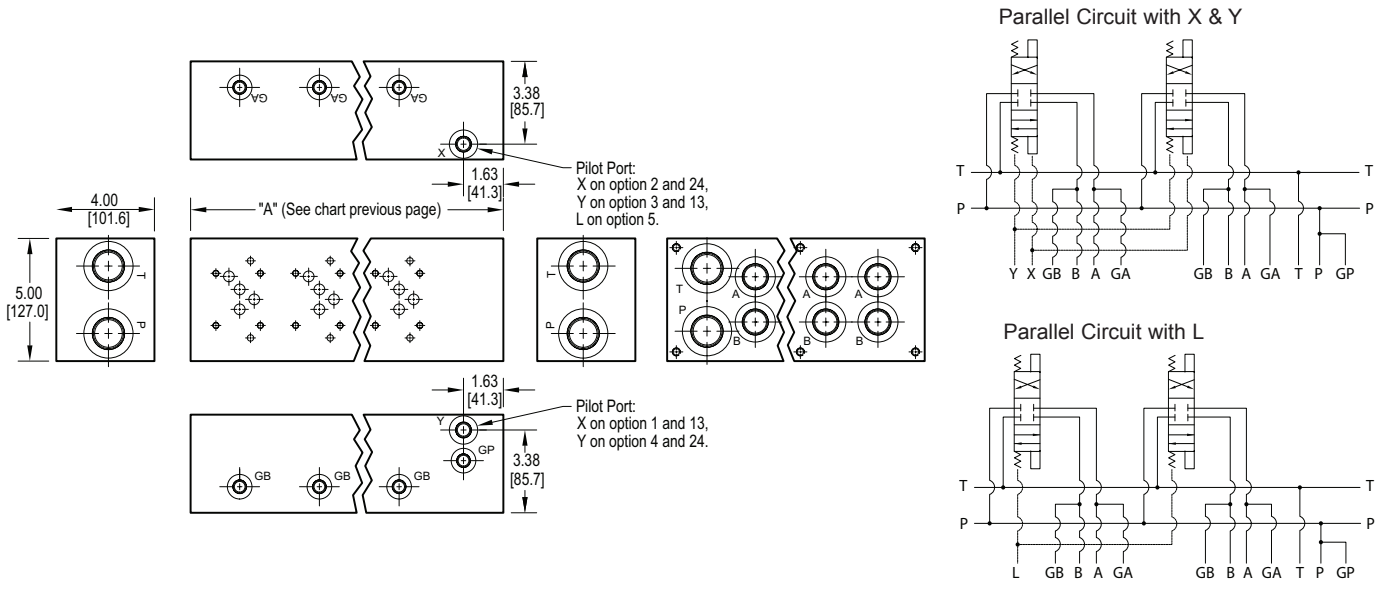 Parallel Circuit with X & Y
GA GA GA
X
3.38
[85.7]
1.63
[41.3]
Pilot Port:
X on option 2 and 24,
Y on option 3 and 13,
L on option 5.
4.00
[101.6]
"A" (See chart previous page)
5.00
[127.0]
T
P
T
P
T
P
A A A
B B B
1.63
[41.3]
Y
GP
GB GB GB
3.38
[85.7]
Pilot Port:
X on option 1 and 13,
Y on option 4 and 24.
T T
P P
Y X GB B A GA GB B A GA T P GP
Parallel Circuit with L
T T
P P
L GB B A GA GB B A GA T P GP